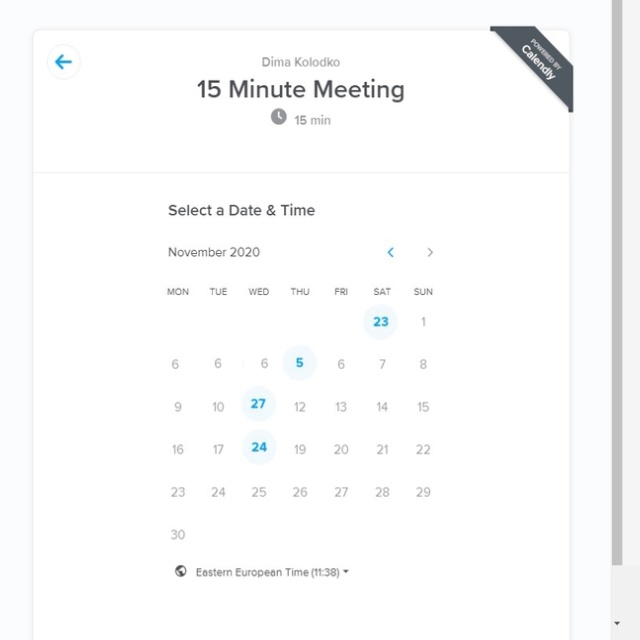 POWERED BY
Calendly
Dima Kolodko
15 Minute Meeting
15 min
Select a Date & Time
November 2020
MON TUE WED THU FRI SAT SUN
23 1
6 6 6 5 6 7 8
9 10 27 12 13 14 15
16 17 24 19 20 21 22
23 24 25 26 27 28 29
30
Eastern European Time (11:38)